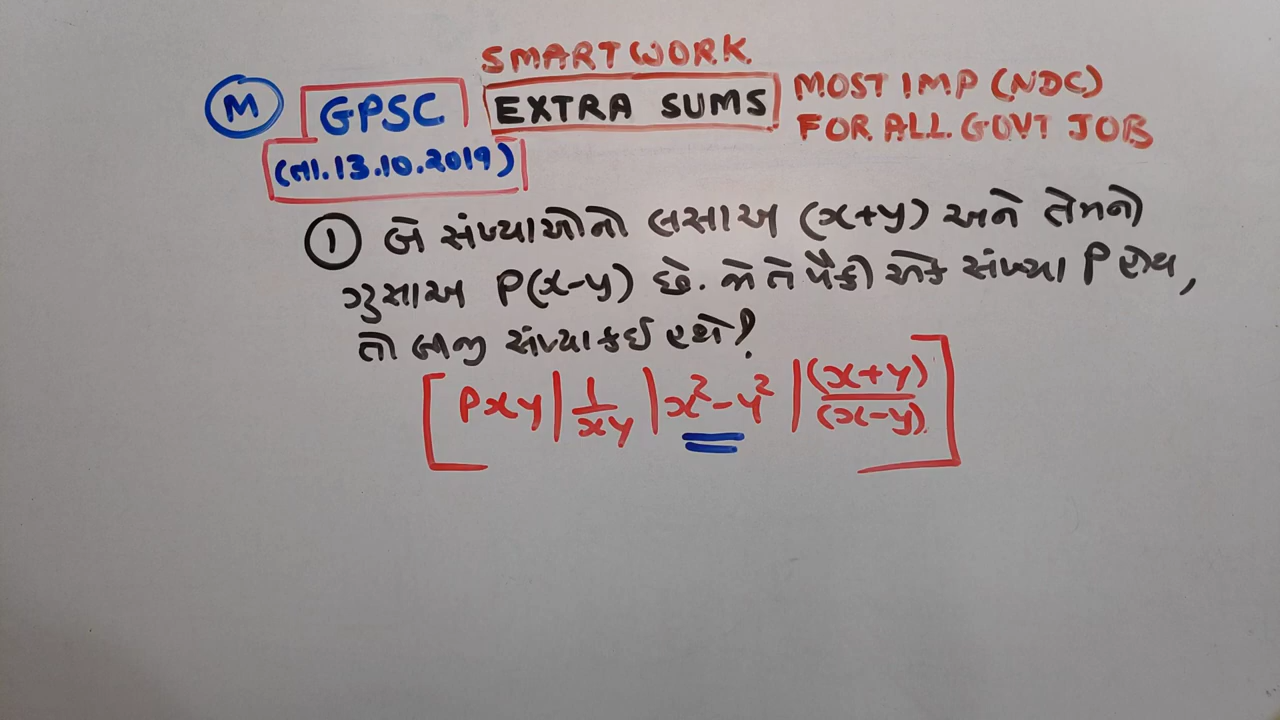 SMART WORK
M GPSC EXTRA SUMS MOST IMP (NDC)
FOR ALL GOVT JOB
(તા.13.10.2019)
① બે સંખ્યાઓનો લસાઅ (x+y) અને તેમનો
ગુસાઅ P(x-y) છે. જો તે પૈકી એક સંખ્યા P હોય,
તો બીજી સંખ્યા કઈ હશે?
[Pxy | 1/xy | x²-y² | (x+y)/(x-y)]